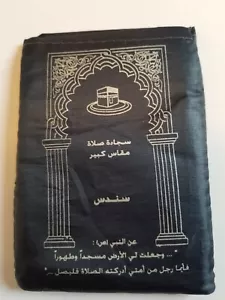 سجادة صلاة
مقاس كبير
سندس
عن النبي (ص) :
"... وجعلت لي الأرض مسجداً وطهوراً
فأيما رجل من أمتي أدركته الصلاة فليصل ..."